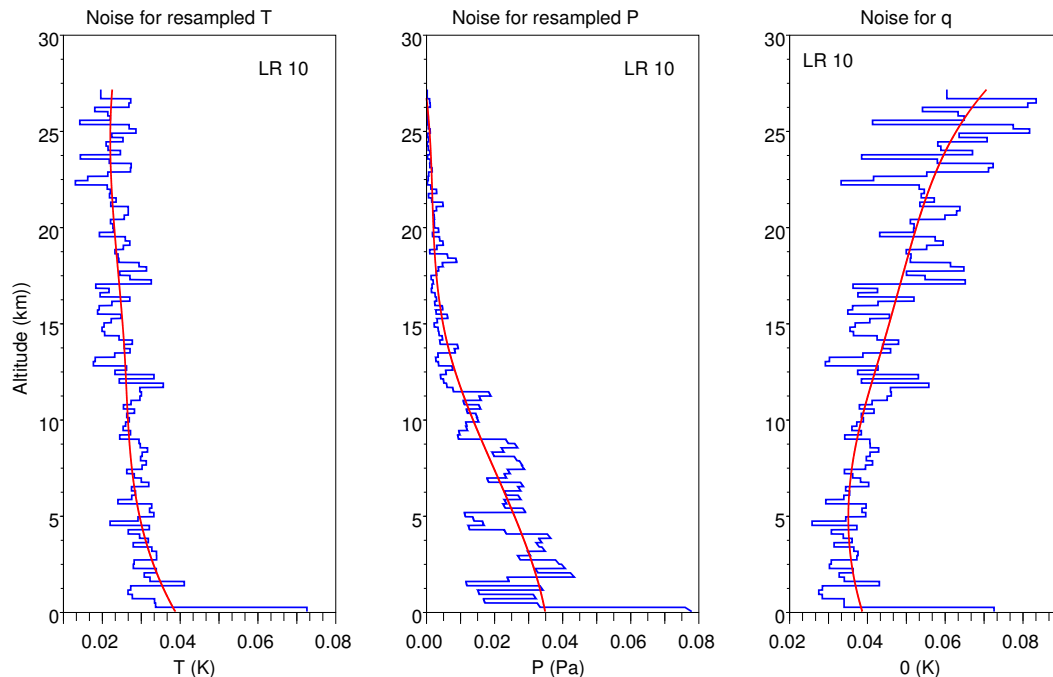 Noise for resampled T
Noise for resampled P
Noise for q
LR 10
LR 10
LR 10
Altitude (km))
30
25
20
15
10
5
0
30
25
20
15
10
5
0
30
25
20
15
10
5
0
0.02 0.04 0.06 0.08
0.00 0.02 0.04 0.06 0.08
0.02 0.04 0.06 0.08
T (K)
P (Pa)
0 (K)